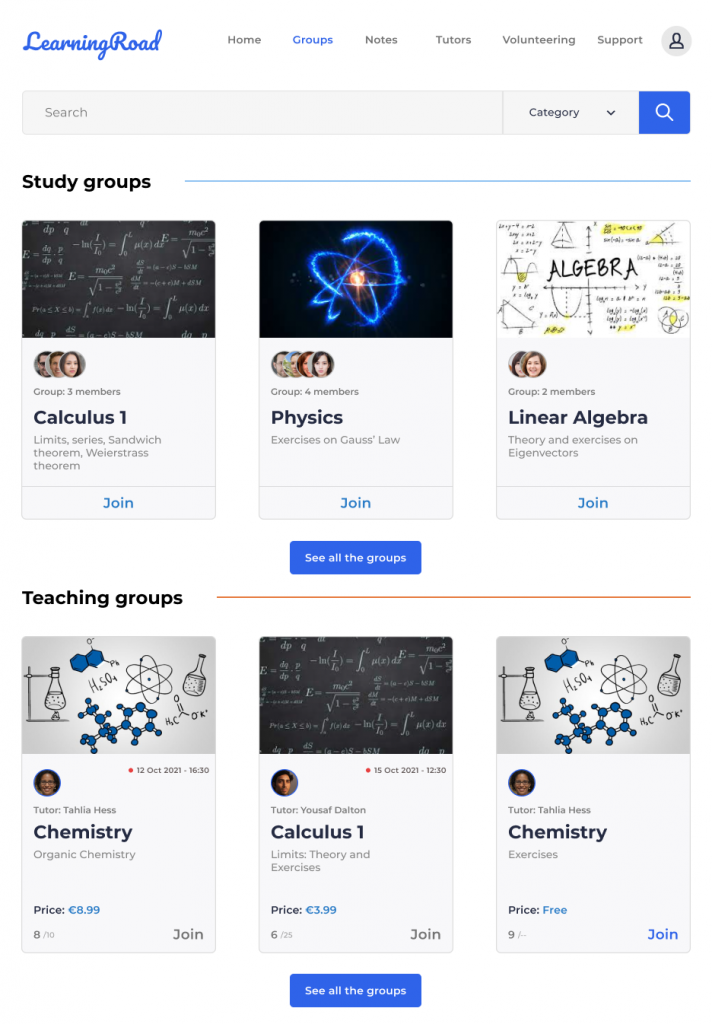 LearningRoad
Home Groups Notes Tutors Volunteering Support
Search Category
Study groups
Group: 3 members
Calculus 1
Limits, series, Sandwich
theorem, Weierstrass
theorem
Join
ALGEBRA
Group: 4 members
Physics
Exercises on Gauss' Law
Join
Group: 2 members
Linear Algebra
Theory and exercises on
Eigenvectors
Join
See all the groups
Teaching groups
H₂SO₄
12 Oct 2021 - 16:30
Tutor: Tahlia Hess
Chemistry
Organic Chemistry
Price: €8.99
8 /10 Join
15 Oct 2021 - 12:30
Tutor: Yousaf Dalton
Calculus 1
Limits: Theory and
Exercises
Price: €3.99
6 /25 Join
H₂SO₄
Tutor: Tahlia Hess
Chemistry
Exercises
Price: Free
9 /-- Join
See all the groups